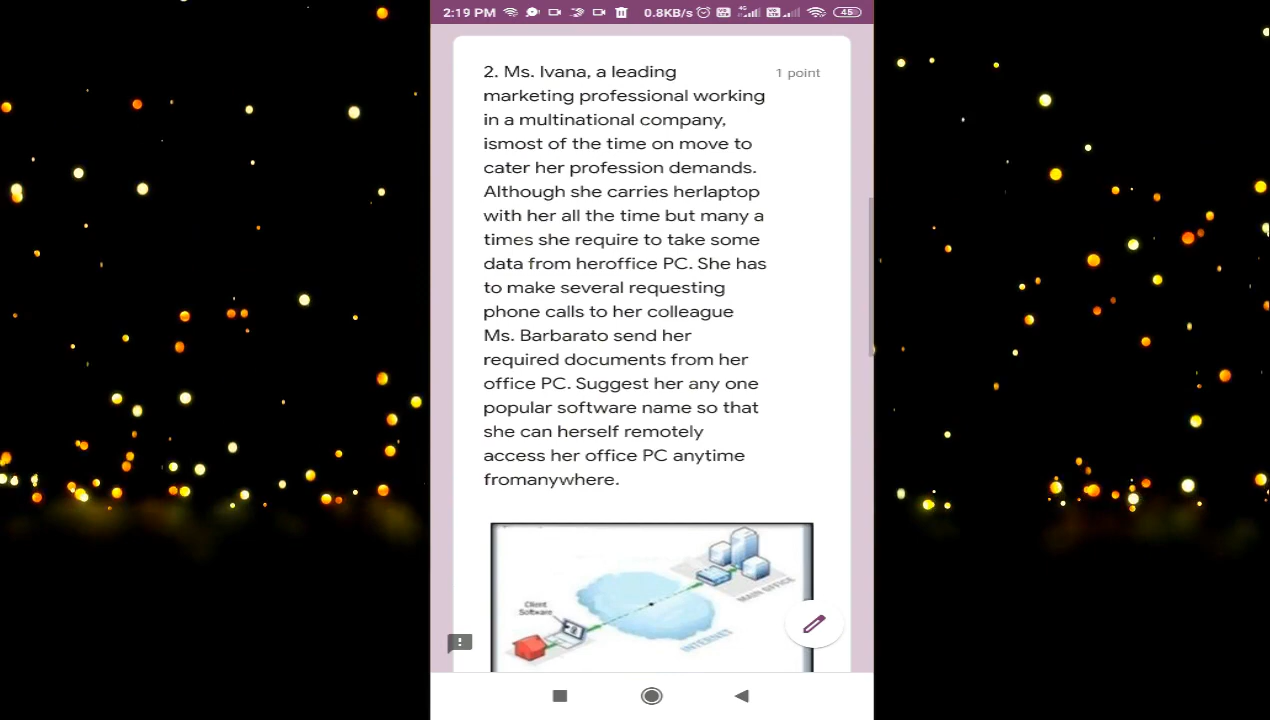 2:19 PM 0.8KB/s 4G 45
2. Ms. Ivana, a leading 1 point
marketing professional working
in a multinational company,
ismost of the time on move to
cater her profession demands.
Although she carries herlaptop
with her all the time but many a
times she require to take some
data from heroffice PC. She has
to make several requesting
phone calls to her colleague
Ms. Barbarato send her
required documents from her
office PC. Suggest her any one
popular software name so that
she can herself remotely
access her office PC anytime
fromanywhere.
MAIN OFFICE
Client
Software
INTERNET